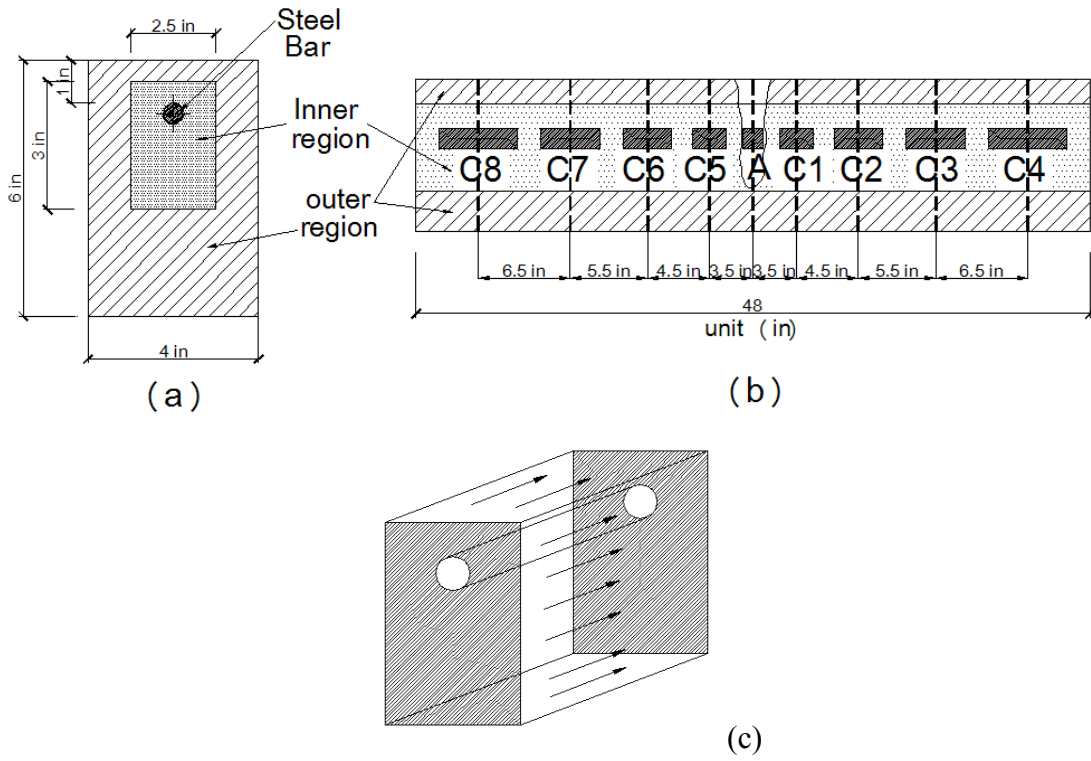 2.5 in
Steel
Bar
1 in
3 in
6 in
Inner
region
outer
region
4 in
(a)
C8 C7 C6 C5 A C1 C2 C3 C4
6.5 in 5.5 in 4.5 in 3.5 in 3.5 in 4.5 in 5.5 in 6.5 in
48
unit (in)
(b)
(c)